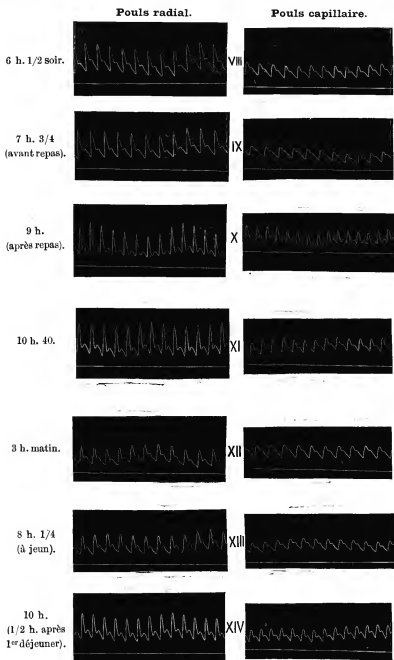 Pouls radial. Pouls capillaire.
6 h. 1/2 soir. VIII
7 h. 3/4
(avant repas). IX
9 h.
(après repas). X
10 h. 40. XI
3 h. matin. XII
8 h. 1/4
(à jeun). XIII
10 h.
(1/2 h. après
1er déjeuner). XIV